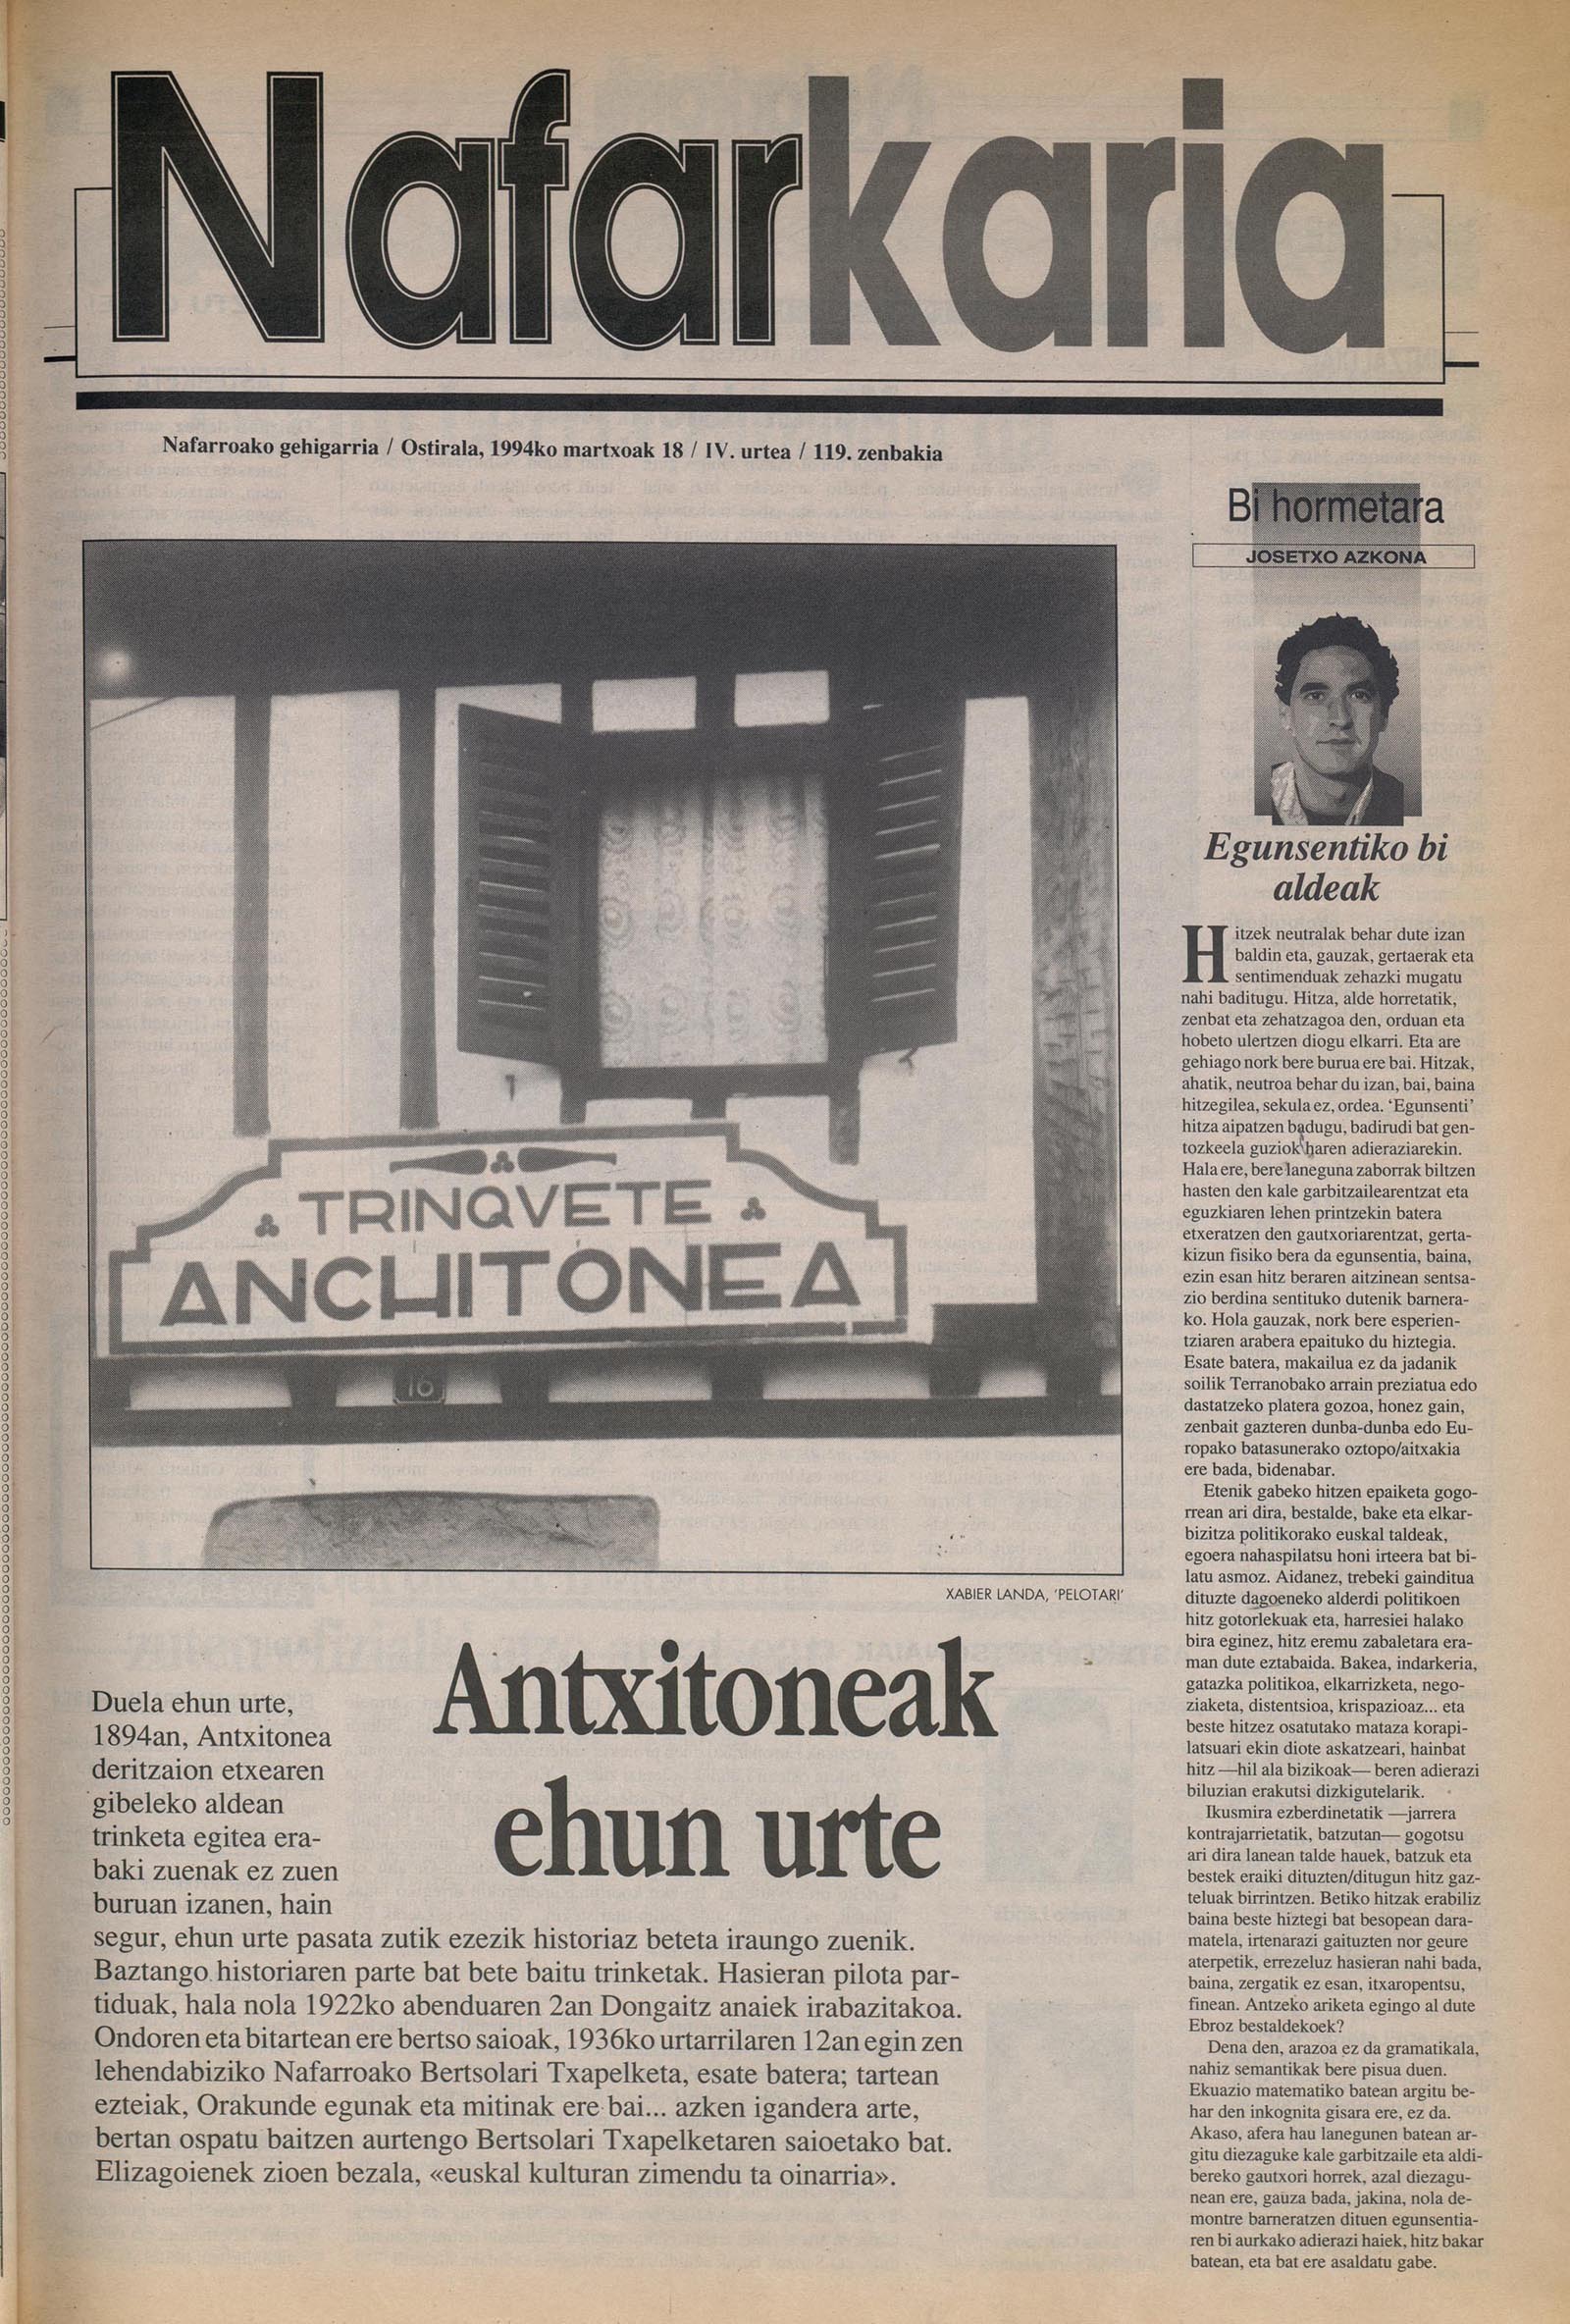 Nafarkaria
Nafarroako gehigarria / Ostirala, 1994ko martxoak 18 / IV. urtea / 119. zenbakia
TRINQVETE
ANCHITONEA
16
XABIER LANDA, 'PELOTARI'
Antxitoneak
ehun urte
Duela ehun urte,
1894an, Antxitonea
deritzaion etxearen
gibeleko aldean
trinketa egitea era-
baki zuenak ez zuen
buruan izanen, hain
segur, ehun urte pasata zutik ezezik historiaz beteta iraungo zuenik.
Baztango historiaren parte bat bete baitu trinketak. Hasieran pilota par-
tiduak, hala nola 1922ko abenduaren 2an Dongaitz anaiek irabazitakoa.
Ondoren eta bitartean ere bertso saioak, 1936ko urtarrilaren 12an egin zen
lehendabiziko Nafarroako Bertsolari Txapelketa, esate batera; tartean
ezteiak, Orakunde egunak eta mitinak ere bai... azken igandera arte,
bertan ospatu baitzen aurtengo Bertsolari Txapelketaren saioetako bat.
Elizagoienek zioen bezala, «euskal kulturan zimendu ta oinarria».
Bi hormetara
JOSETXO AZKONA
Egunsentiko bi
aldeak
Hitzek neutralak behar dute izan
baldin eta, gauzak, gertaerak eta
sentimenduak zehazki mugatu
nahi baditugu. Hitza, alde horretatik,
zenbat eta zehatzagoa den, orduan eta
hobeto ulertzen diogu elkarri. Eta are
gehiago nork bere burua ere bai. Hitzak,
ahatik, neutroa behar du izan, bai, baina
hitzegilea, sekula ez, ordea. ‘Egunsenti’
hitza aipatzen badugu, badirudi bat gen-
tozkeela guziok haren adieraziarekin.
Hala ere, bere laneguna zaborrak biltzen
hasten den kale garbitzailearentzat eta
eguzkiaren lehen printzekin batera
etxeratzen den gautxoriarentzat, gerta-
kizun fisiko bera da egunsentia, baina,
ezin esan hitz beraren aitzinean sentsa-
zio berdina sentituko dutenik barnera-
ko. Hola gauzak, nork bere esperien-
tziaren arabera epaituko du hiztegia.
Esate batera, makailua ez da jadanik
soilik Terranobako arrain preziatua edo
dastatzeko platera gozoa, honez gain,
zenbait gazteren dunba-dunba edo Eu-
ropako batasunerako oztopo/aitxakia
ere bada, bidenabar.
Etenik gabeko hitzen epaiketa gogo-
rrean ari dira, bestalde, bake eta elkar-
bizitza politikorako euskal taldeak,
egoera nahaspilatsu honi irteera bat bi-
latu asmoz. Aidanez, trebeki gainditua
dituzte dagoeneko alderdi politikoen
hitz gotorlekuak eta, harresiei halako
bira eginez, hitz eremu zabaletara era-
man dute eztabaida. Bakea, indarkeria,
gatazka politikoa, elkarrizketa, nego-
ziaketa, distentsioa, krispazioaz... eta
beste hitzez osatutako mataza korapi-
latsuari ekin diote askatzeari, hainbat
hitz —hil ala bizikoak— beren adierazi
biluzian erakutsi dizkigutelarik.
Ikusmira ezberdinetatik —jarrera
kontrajarrietatik, batzutan— gogotsu
ari dira lanean talde hauek, batzuk eta
bestek eraiki dituzten/ditugun hitz gaz-
teluak birrintzen. Betiko hitzak erabiliz
baina beste hiztegi bat besopean dara-
matela, irtenarazi gaituzten nor geure
aterpetik, errezeluz hasieran nahi bada,
baina, zergatik ez esan, itxaropentsu,
finean. Antzeko ariketa egingo al dute
Ebroz bestaldekoek?
Dena den, arazoa ez da gramatikala,
nahiz semantikak bere pisua duen.
Ekuazio matematiko batean argitu be-
har den inkognita gisara ere, ez da.
Akaso, afera hau lanegunen batean ar-
gitu diezaguke kale garbitzaile eta aldi-
bereko gautxori horrek, azal diezagu-
nean ere, gauza bada, jakina, nola de-
montre barneratzen dituen egunsentia-
ren bi aurkako adierazi haiek, hitz bakar
batean, eta bat ere asaldatu gabe.